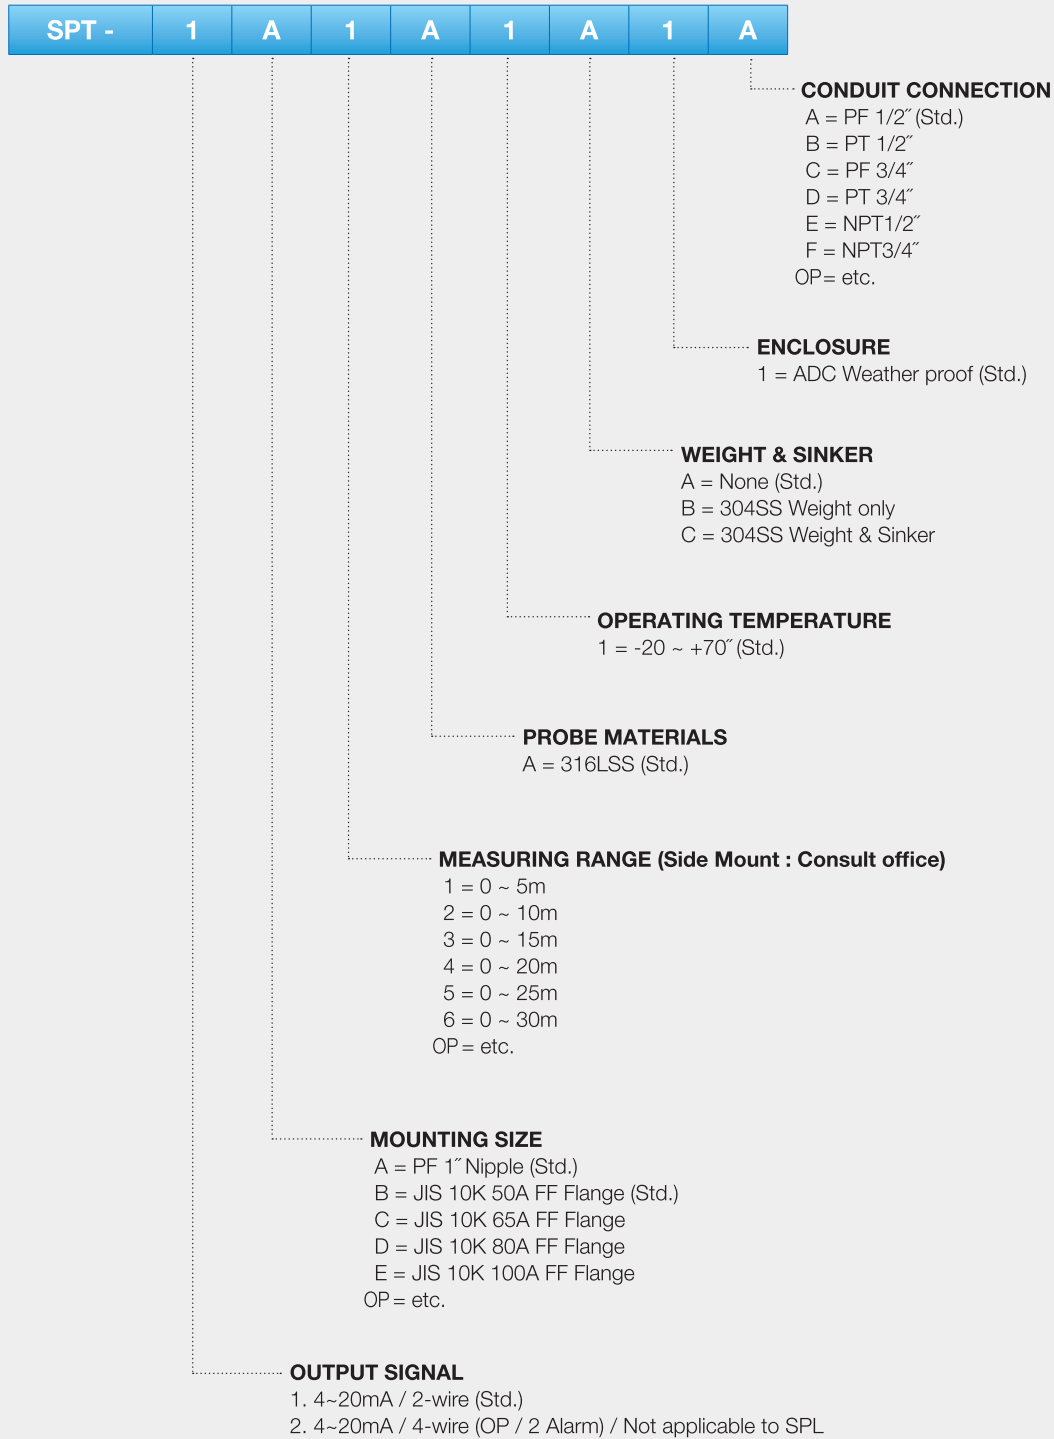 SPT - 1 A 1 A 1 A 1 A
CONDUIT CONNECTION
A = PF 1/2˝ (Std.)
B = PT 1/2˝
C = PF 3/4˝
D = PT 3/4˝
E = NPT1/2˝
F = NPT3/4˝
OP= etc.
ENCLOSURE
1 = ADC Weather proof (Std.)
WEIGHT & SINKER
A = None (Std.)
B = 304SS Weight only
C = 304SS Weight & Sinker
OPERATING TEMPERATURE
1 = -20 ~ +70˝ (Std.)
PROBE MATERIALS
A = 316LSS (Std.)
MEASURING RANGE (Side Mount : Consult office)
1 = 0 ~ 5m
2 = 0 ~ 10m
3 = 0 ~ 15m
4 = 0 ~ 20m
5 = 0 ~ 25m
6 = 0 ~ 30m
OP = etc.
MOUNTING SIZE
A = PF 1˝ Nipple (Std.)
B = JIS 10K 50A FF Flange (Std.)
C = JIS 10K 65A FF Flange
D = JIS 10K 80A FF Flange
E = JIS 10K 100A FF Flange
OP = etc.
OUTPUT SIGNAL
1. 4~20mA / 2-wire (Std.)
2. 4~20mA / 4-wire (OP / 2 Alarm) / Not applicable to SPL